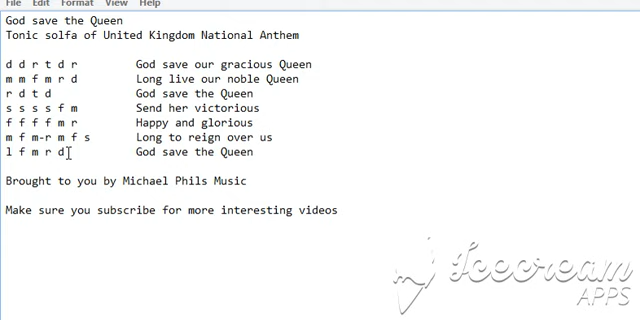 File Edit Format View Help
God save the Queen
Tonic solfa of United Kingdom National Anthem
d d r t d r God save our gracious Queen
m m f m r d Long live our noble Queen
r d t d God save the Queen
s s s s f m Send her victorious
f f f f m r Happy and glorious
m f m-r m f s Long to reign over us
l f m r d God save the Queen
Brought to you by Michael Phils Music
Make sure you subscribe for more interesting videos
Icecream
APPS